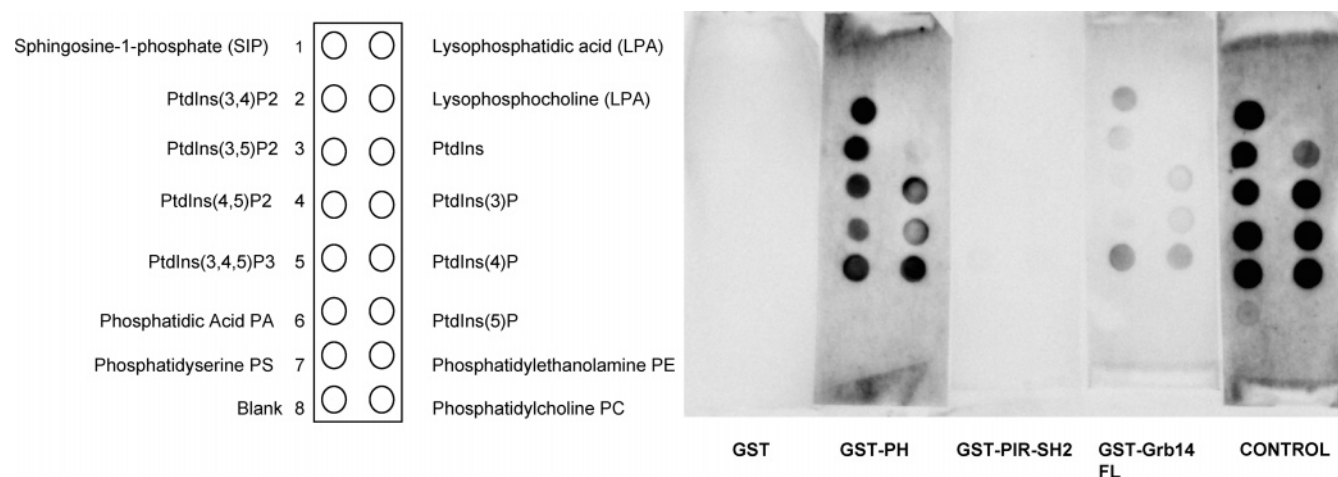 Sphingosine-1-phosphate (SIP) 1 Lysophosphatidic acid (LPA)
PtdIns(3,4)P2 2 Lysophosphocholine (LPA)
PtdIns(3,5)P2 3 PtdIns
PtdIns(4,5)P2 4 PtdIns(3)P
PtdIns(3,4,5)P3 5 PtdIns(4)P
Phosphatidic Acid PA 6 PtdIns(5)P
Phosphatidyserine PS 7 Phosphatidylethanolamine PE
Blank 8 Phosphatidylcholine PC
GST GST-PH GST-PIR-SH2 GST-Grb14 CONTROL
FL